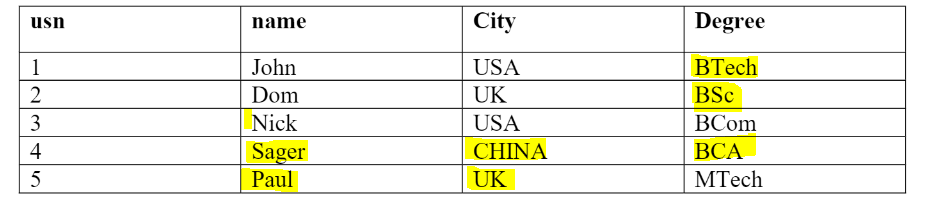 usn name City Degree
1 John USA BTech
2 Dom UK BSc
3 Nick USA BCom
4 Sager CHINA BCA
5 Paul UK MTech